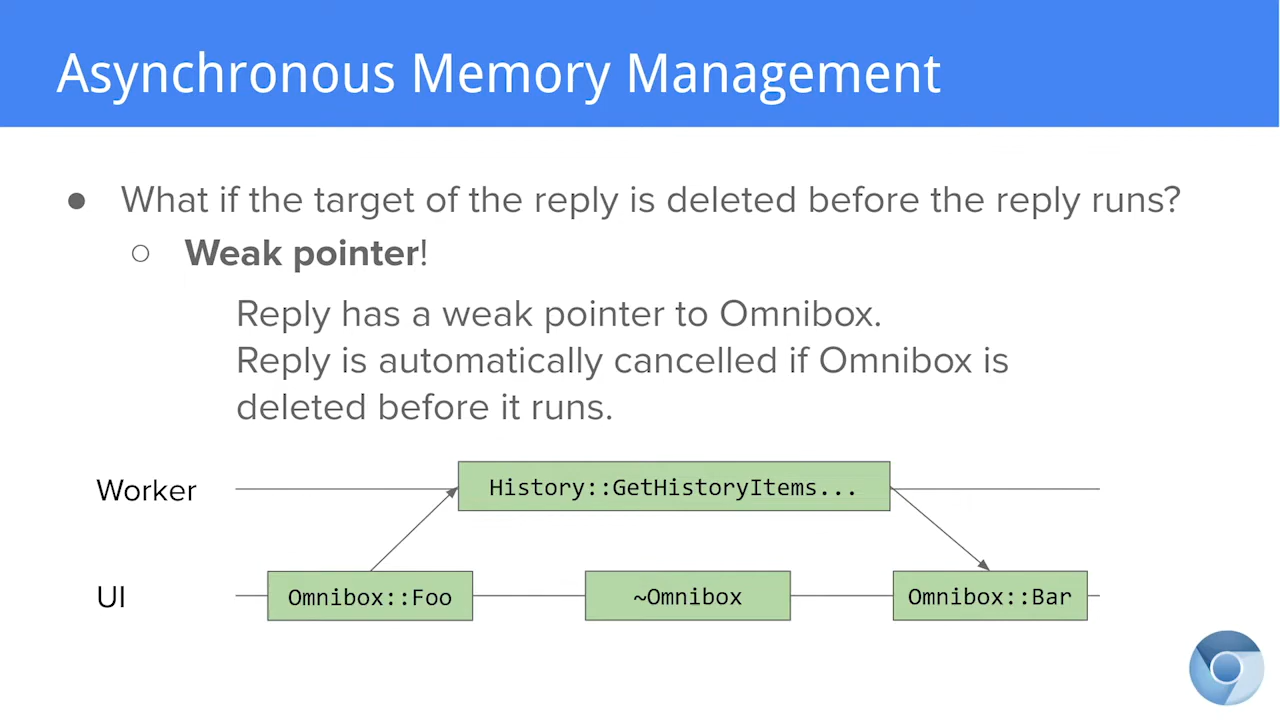 Asynchronous Memory Management
● What if the target of the reply is deleted before the reply runs?
○ Weak pointer!
Reply has a weak pointer to Omnibox.
Reply is automatically cancelled if Omnibox is
deleted before it runs.
Worker
History::GetHistoryItems...
UI
Omnibox::Foo
~Omnibox
Omnibox::Bar